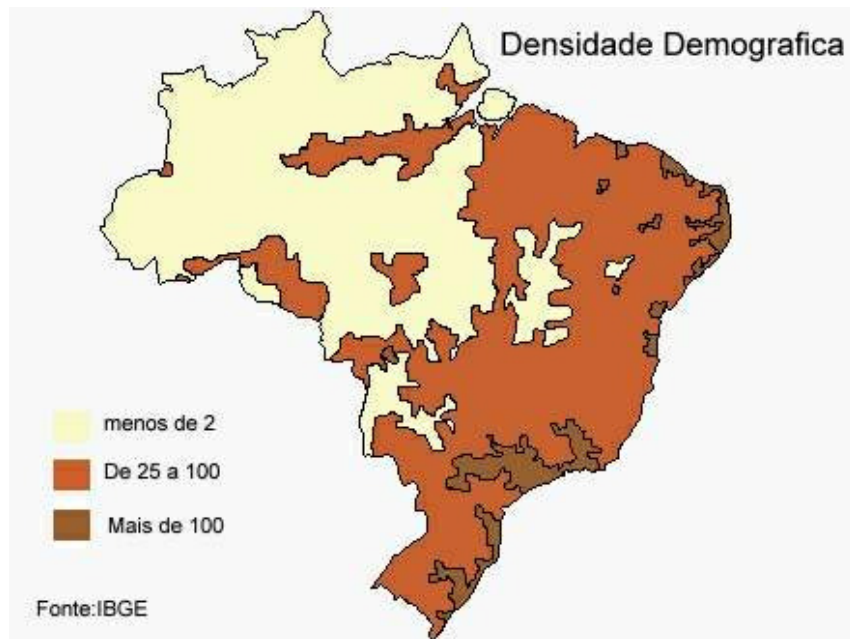 Densidade Demografica
menos de 2
De 25 a 100
Mais de 100
Fonte:IBGE